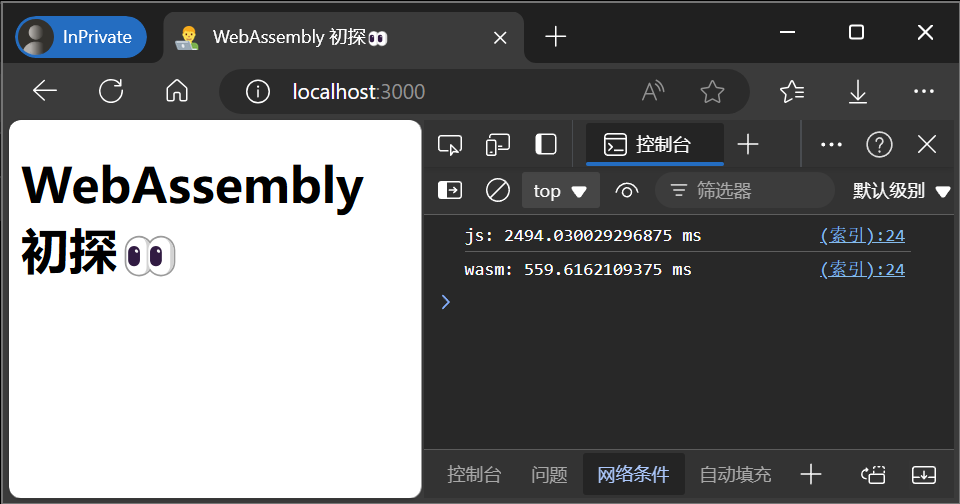 InPrivate
WebAssembly 初探👀
localhost:3000
WebAssembly
初探👀
控制台
top
筛选器
默认级别
js: 2494.030029296875 ms
(索引):24
wasm: 559.6162109375 ms
(索引):24
控制台
问题
网络条件
自动填充